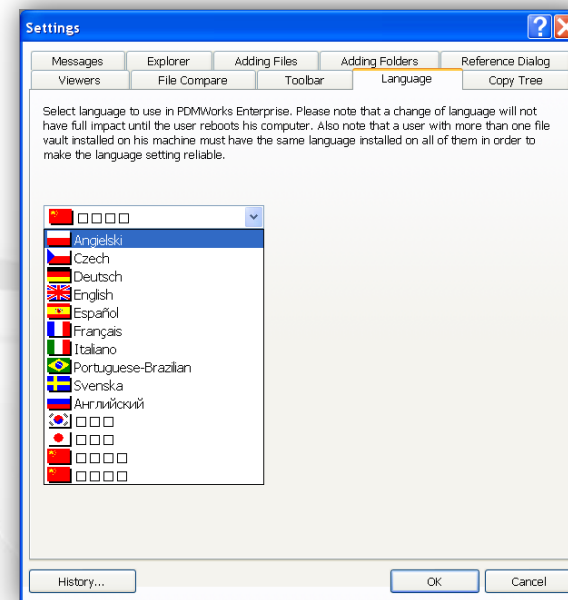 Settings
Messages
Explorer
Adding Files
Adding Folders
Reference Dialog
Viewers
File Compare
Toolbar
Language
Copy Tree
Select language to use in PDMWorks Enterprise. Please note that a change of language will not
have full impact until the user reboots his computer. Also note that a user with more than one file
vault installed on his machine must have the same language installed on all of them in order to
make the language setting reliable.
□□□□
Angielski
Czech
Deutsch
English
Español
Français
Italiano
Portuguese-Brazilian
Svenska
Английский
□□□
□□□
□□□□
□□□□
History...
OK
Cancel